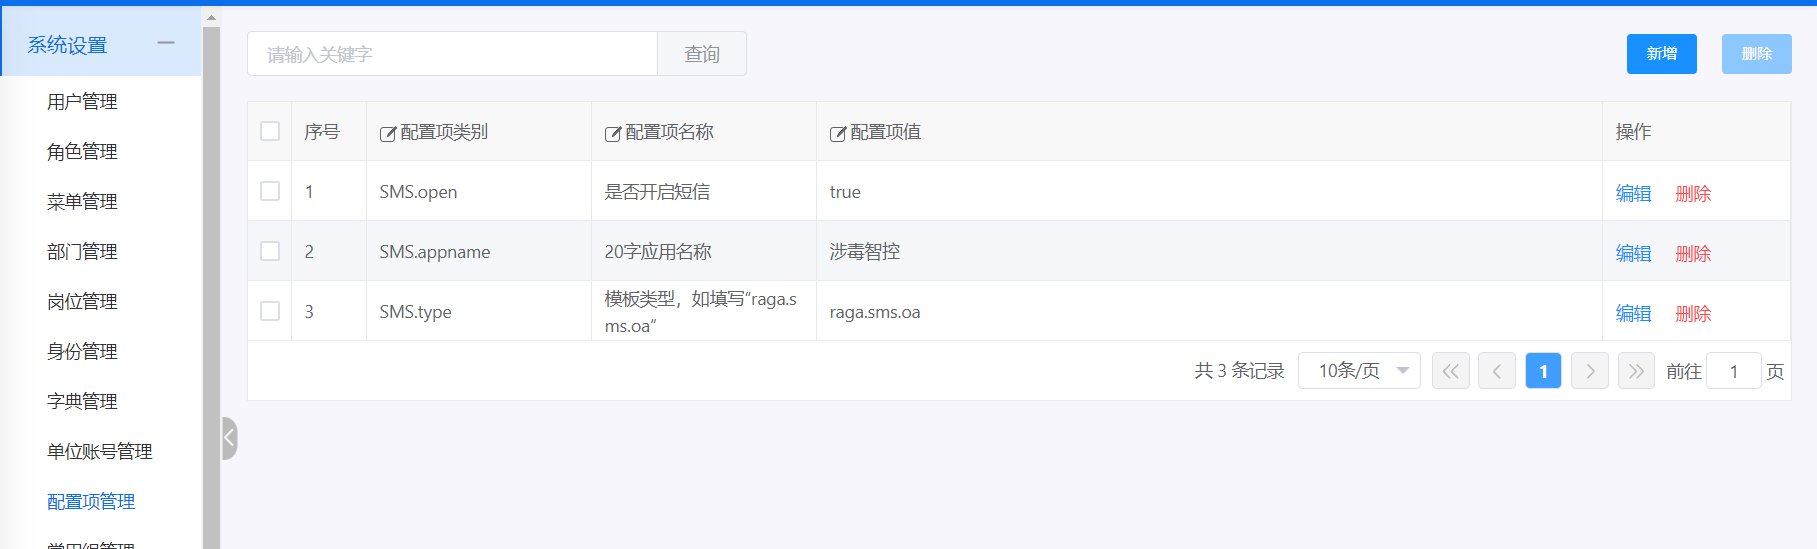 系统设置
用户管理
角色管理
菜单管理
部门管理
岗位管理
身份管理
字典管理
单位账号管理
配置项管理
请输入关键字 查询 新增 删除
序号 配置项类别 配置项名称 配置项值 操作
1 SMS.open 是否开启短信 true 编辑 删除
2 SMS.appname 20字应用名称 涉毒智控 编辑 删除
3 SMS.type 模板类型，如填写“raga.s
ms.oa“ raga.sms.oa 编辑 删除
共 3 条记录 10条/页 1 前往 1 页